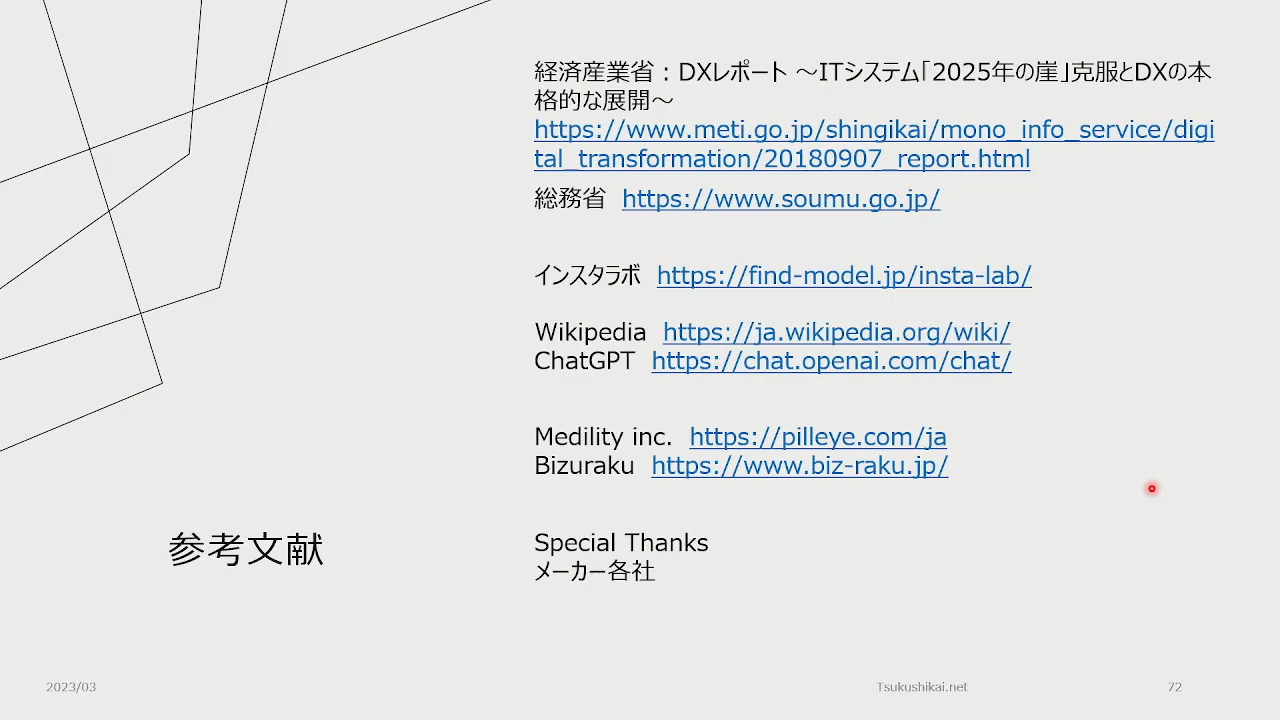 経済産業省：DXレポート ～ITシステム「2025年の崖」克服とDXの本
格的な展開～
https://www.meti.go.jp/shingikai/mono_info_service/digi
tal_transformation/20180907_report.html
総務省 https://www.soumu.go.jp/
インスタラボ https://find-model.jp/insta-lab/
Wikipedia https://ja.wikipedia.org/wiki/
ChatGPT https://chat.openai.com/chat/
Medility inc. https://pilleye.com/ja
Bizuraku https://www.biz-raku.jp/
参考文献
Special Thanks
メーカー各社
2023/03
Tsukushikai.net
72